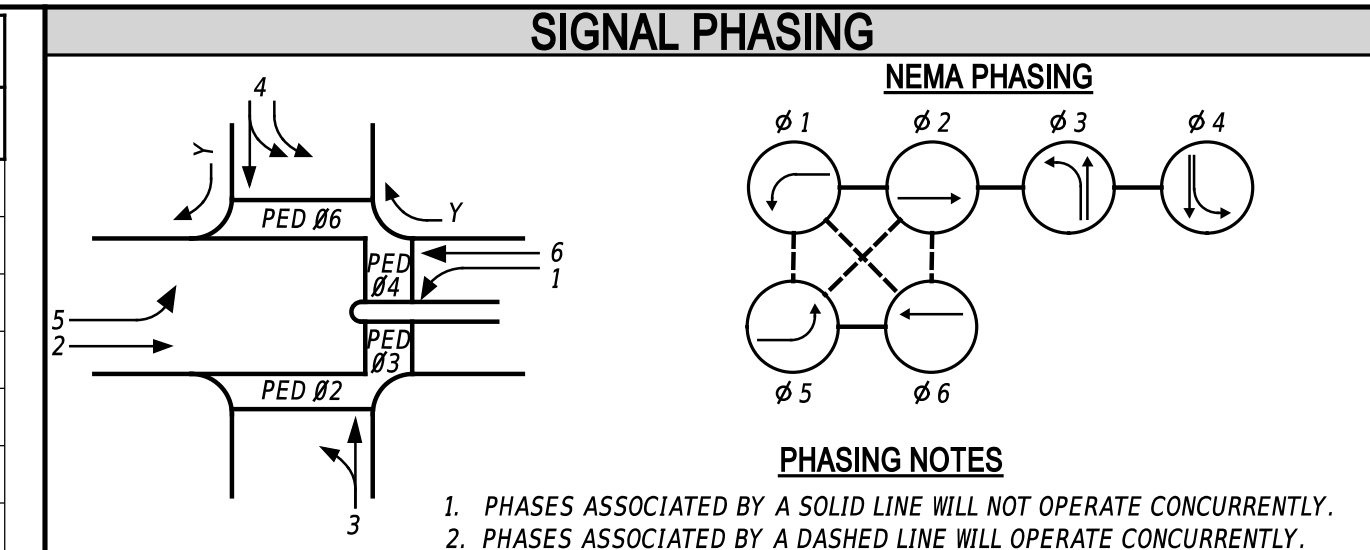 SIGNAL PHASING
4
Y
PED Ø6
Y
PED
Ø4
6
1
5
2
PED
Ø3
PED Ø2
3
NEMA PHASING
ϕ 1 ϕ 2 ϕ 3 ϕ 4
ϕ 5 ϕ 6
PHASING NOTES
1. PHASES ASSOCIATED BY A SOLID LINE WILL NOT OPERATE CONCURRENTLY.
2. PHASES ASSOCIATED BY A DASHED LINE WILL OPERATE CONCURRENTLY.